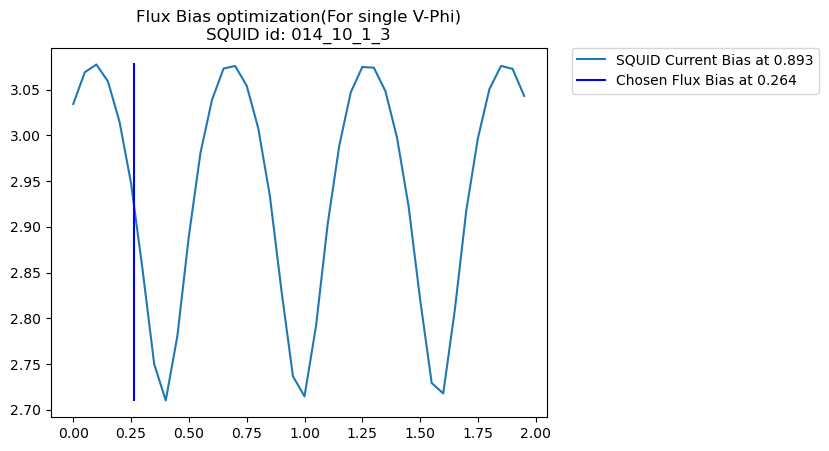 Flux Bias optimization(For single V-Phi)
SQUID id: 014_10_1_3
SQUID Current Bias at 0.893
Chosen Flux Bias at 0.264
3.05
3.00
2.95
2.90
2.85
2.80
2.75
2.70
0.00 0.25 0.50 0.75 1.00 1.25 1.50 1.75 2.00